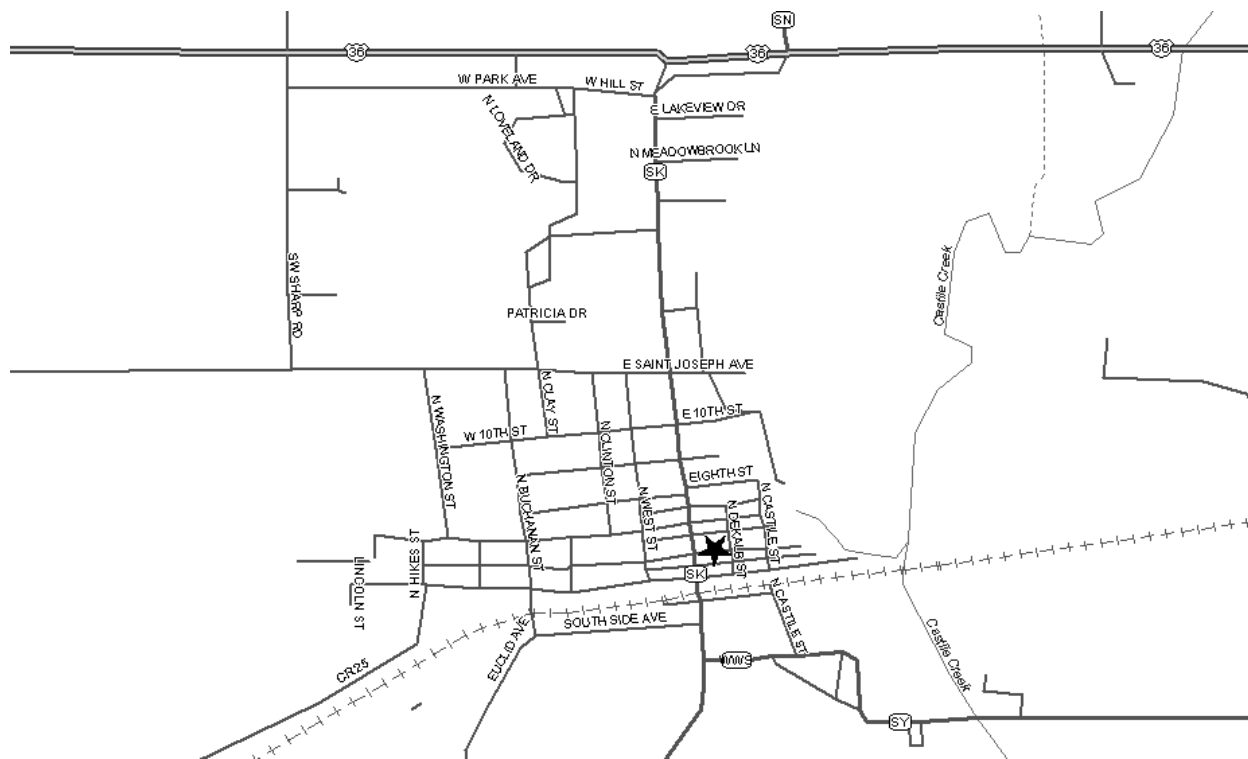 SN
36
36
36
W PARK AVE
W HILL ST
E LAKEVIEW DR
N LOVELAND DR
N MEADOWBROOK LN
SK
SW SHARP RD
Castile Creek
PATRICIA DR
E SAINT JOSEPH AVE
N CLAY ST
N WASHINGTON ST
E 10TH ST
W 10TH ST
N CLINTON ST
EIGHTH ST
N BUCHANAN ST
N WEST ST
N DEKALB ST
N CASTILE ST
N HIKES ST
LINCOLN ST
SK
N CASTILE ST
SOUTH SIDE AVE
EUCLID AVE
CR25
Castile Creek
SY